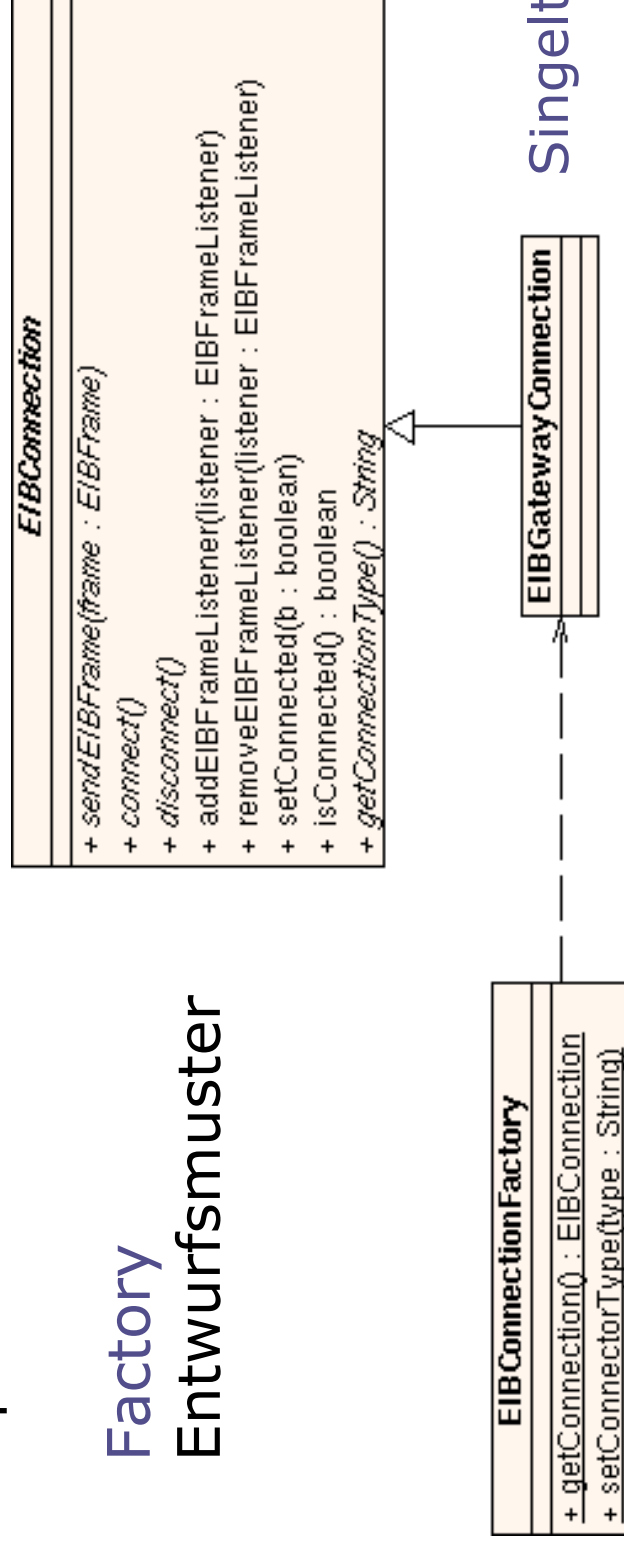 Factory
Entwurfsmuster
EIBConnection
+ sendEIBFrame(frame : EIBFrame)
+ connect()
+ disconnect()
+ addEIBFrameListener(listener : EIBFrameListener)
+ removeEIBFrameListener(listener : EIBFrameListener)
+ setConnected(b : boolean)
+ isConnected() : boolean
+ getConnectionType() : String
EIBConnectionFactory
+ getConnection() : EIBConnection
+ setConnectorType(type : String)
EIBGatewayConnection
Singelt